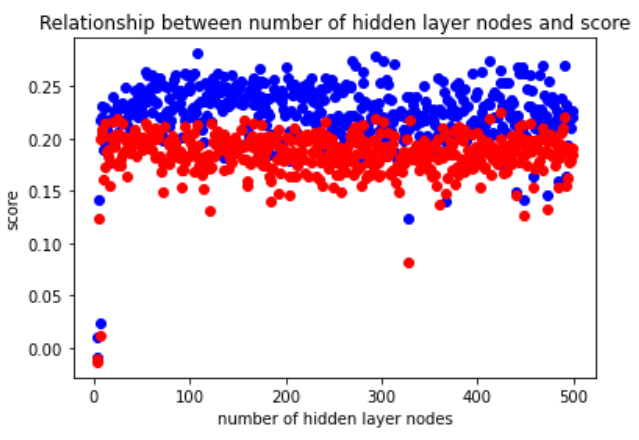 Relationship between number of hidden layer nodes and score
0.25
0.20
0.15
0.10
0.05
0.00
score
0 100 200 300 400 500
number of hidden layer nodes